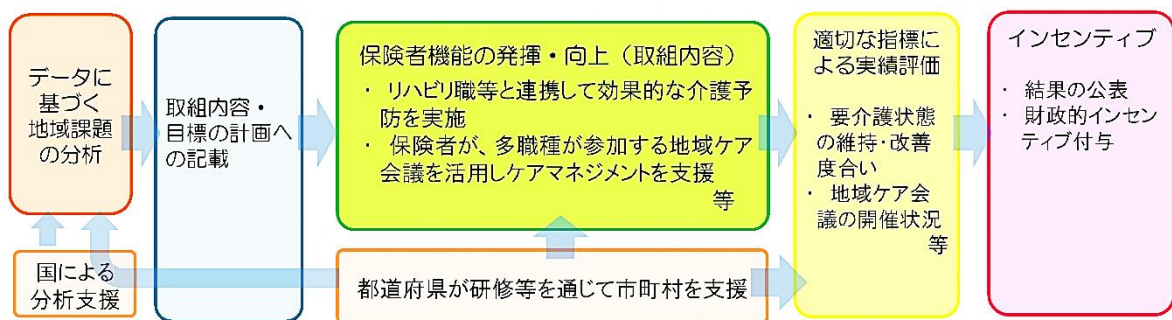 データに
基づく
地域課題
の分析
国による
分析支援
取組内容・
目標の計画へ
の記載
保険者機能の発揮・向上（取組内容）
・ リハビリ職等と連携して効果的な介護予
防を実施
・ 保険者が、多職種が参加する地域ケア
会議を活用しケアマネジメントを支援
等
都道府県が研修等を通じて市町村を支援
適切な指標に
よる実績評価
・ 要介護状態
の維持・改善
度合い
・ 地域ケア会
議の開催状況
等
インセンティブ
・ 結果の公表
・ 財政的インセン
ティブ付与